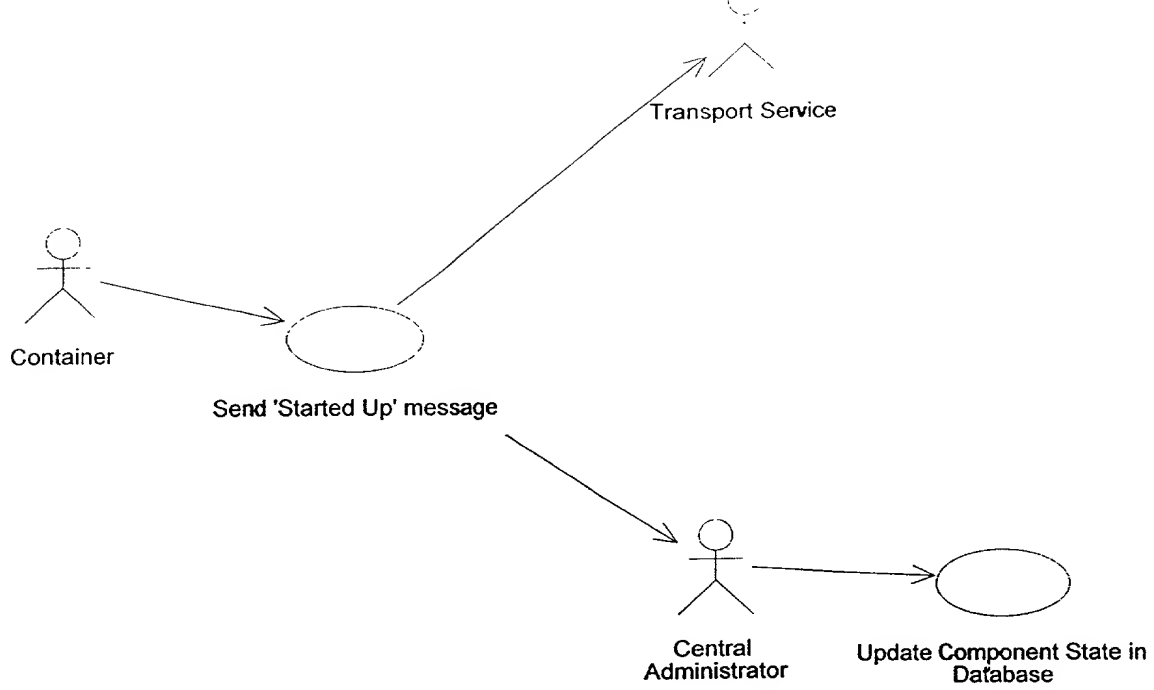 Transport Service
Container
Send 'Started Up' message
Central
Administrator
Update Component State in
Database